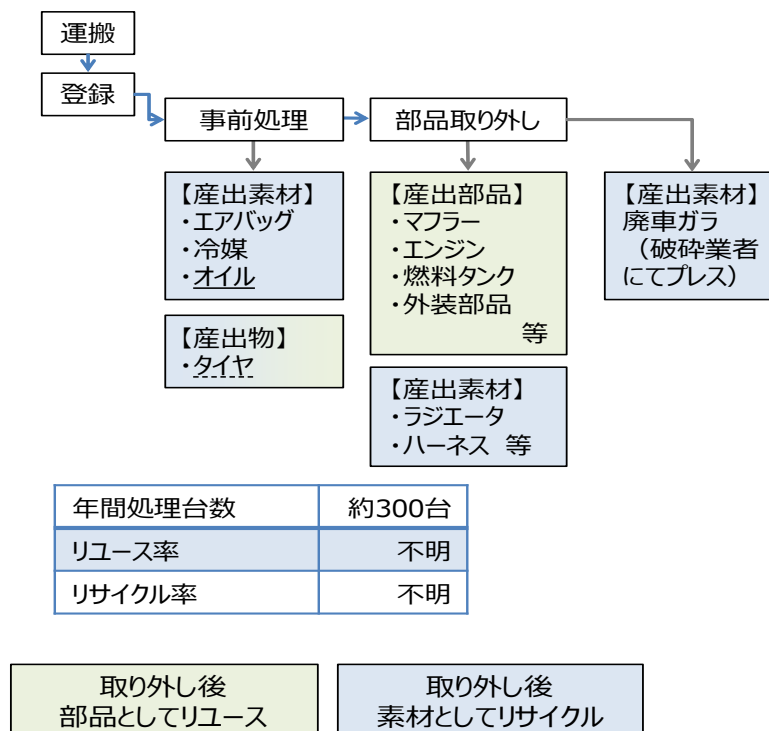 運搬
登録
事前処理
部品取り外し
【産出素材】
・エアバッグ
・冷媒
・オイル
【産出物】
・タイヤ
【産出部品】
・マフラー
・エンジン
・燃料タンク
・外装部品
等
【産出素材】
・ラジエータ
・ハーネス 等
【産出素材】
廃車ガラ
（破砕業者
にてプレス）
年間処理台数 約300台
リユース率 不明
リサイクル率 不明
取り外し後
部品としてリユース
取り外し後
素材としてリサイクル